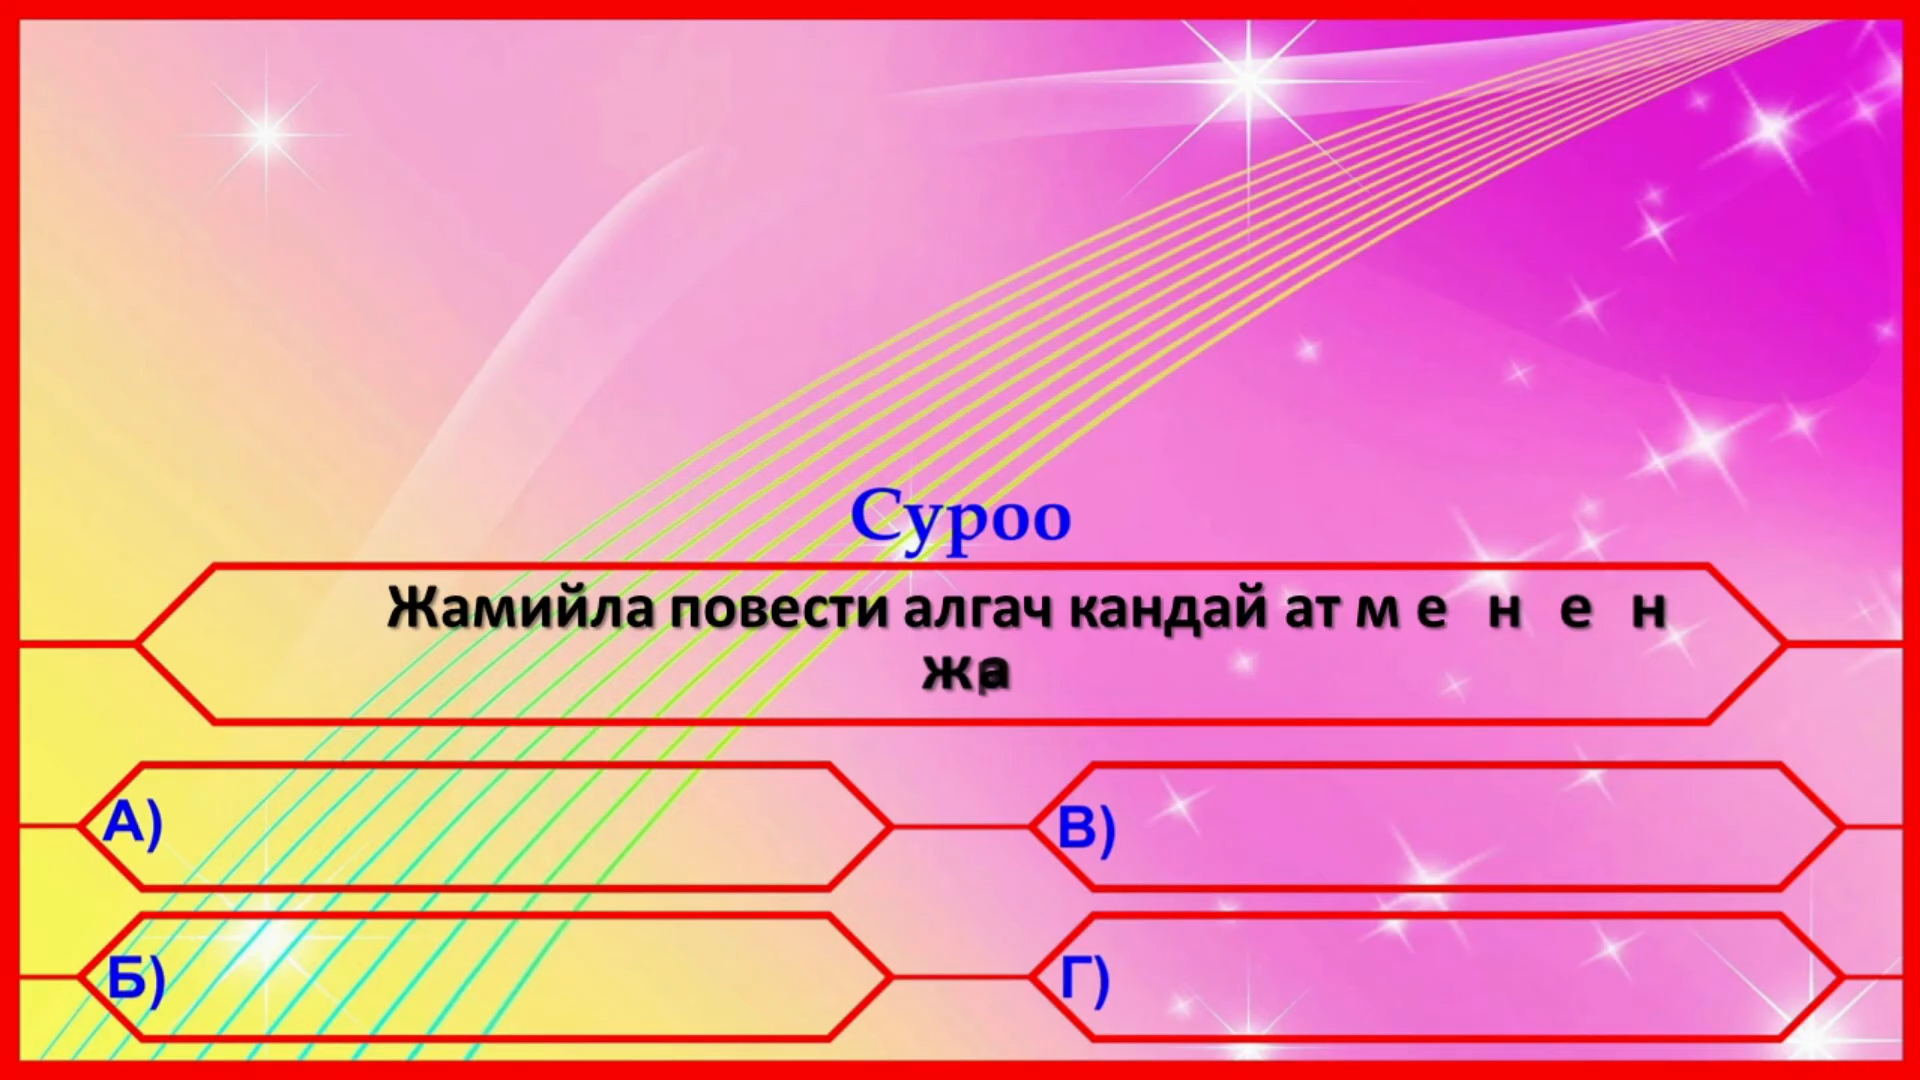 Суроо
Жамийла повести алгач кандай ат м е н е н
А)
В)
Б)
Г)